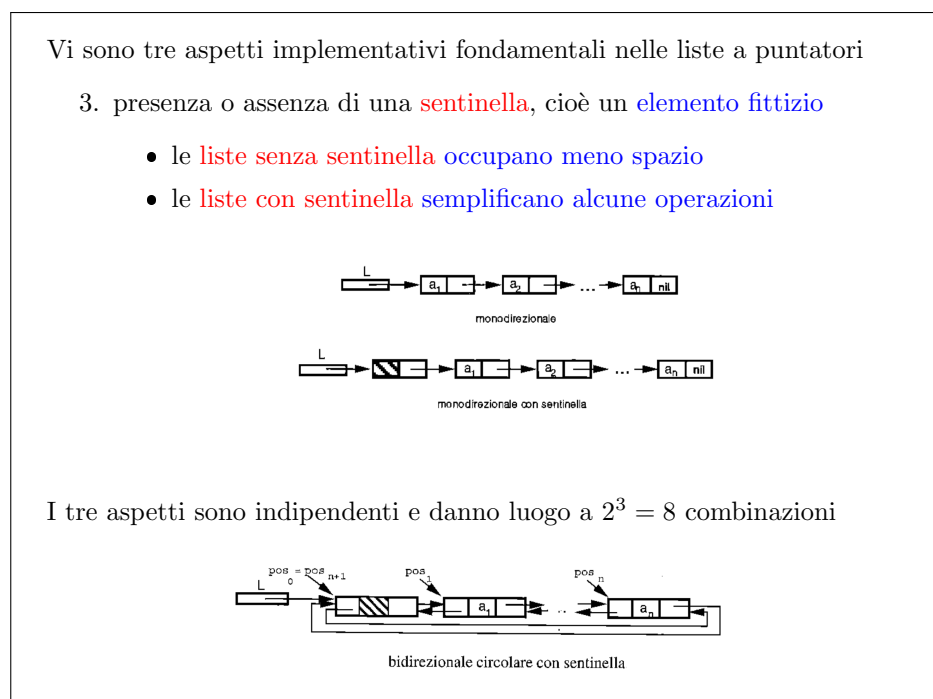 Vi sono tre aspetti implementativi fondamentali nelle liste a puntatori
3. presenza o assenza di una sentinella, cioè un elemento fittizio
• le liste senza sentinella occupano meno spazio
• le liste con sentinella semplificano alcune operazioni
L
a1 a2 ... an nil
monodirezionale
L
a1 a2 ... an nil
monodirezionale con sentinella
I tre aspetti sono indipendenti e danno luogo a 2^3 = 8 combinazioni
pos0 = posn+1 pos1 posn
L
a1 .. an
bidirezionale circolare con sentinella